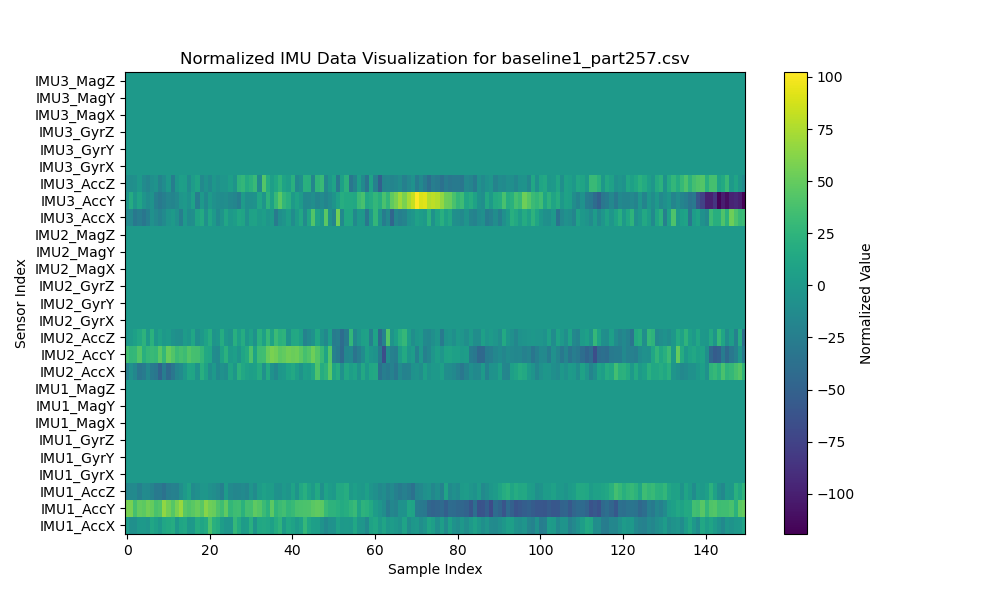 Normalized IMU Data Visualization for baseline1_part257.csv
IMU3_MagZ
IMU3_MagY
IMU3_MagX
IMU3_GyrZ
IMU3_GyrY
IMU3_GyrX
IMU3_AccZ
IMU3_AccY
IMU3_AccX
IMU2_MagZ
IMU2_MagY
IMU2_MagX
IMU2_GyrZ
IMU2_GyrY
IMU2_GyrX
IMU2_AccZ
IMU2_AccY
IMU2_AccX
IMU1_MagZ
IMU1_MagY
IMU1_MagX
IMU1_GyrZ
IMU1_GyrY
IMU1_GyrX
IMU1_AccZ
IMU1_AccY
IMU1_AccX
Sensor Index
0 20 40 60 80 100 120 140
Sample Index
100
75
50
25
0
−25
−50
−75
−100
Normalized Value